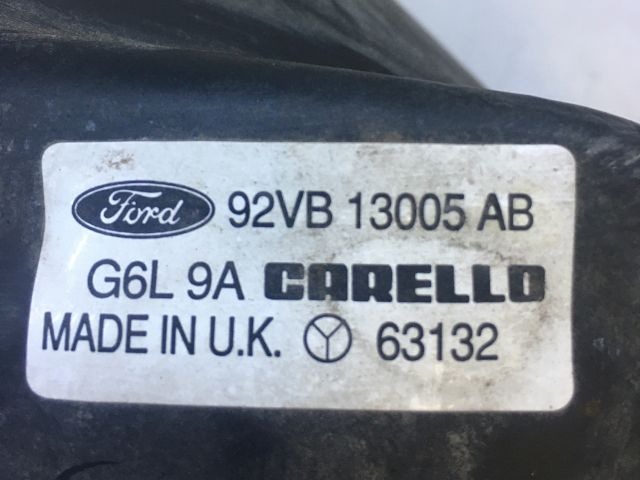 Ford 92VB 13005 AB
G6L 9A CARELLO
MADE IN U.K. 63132